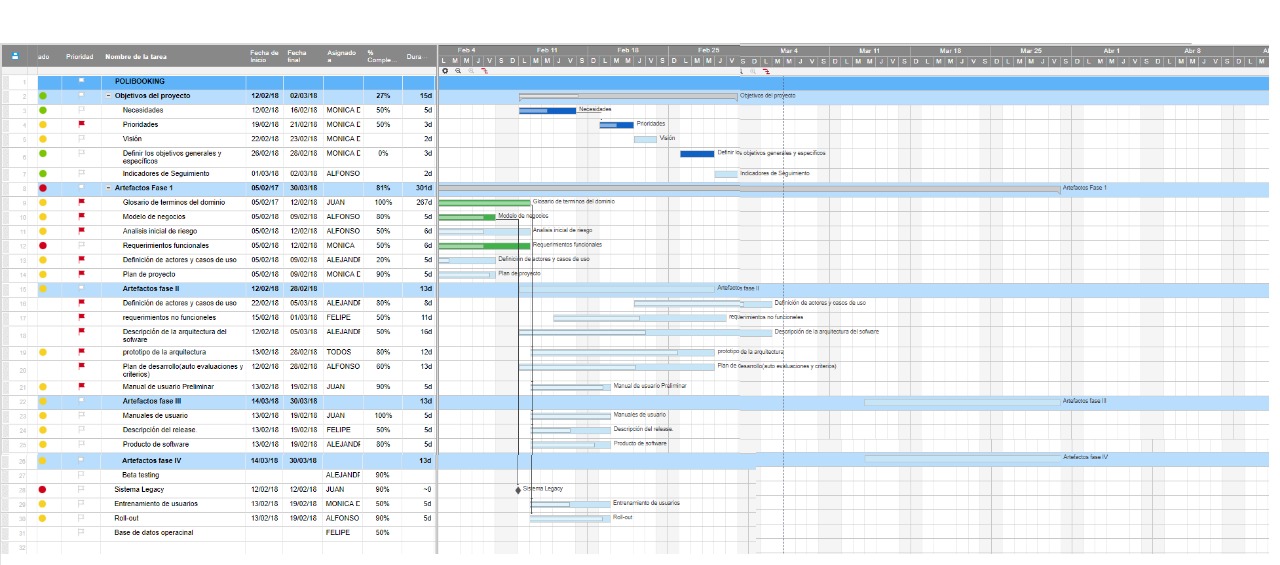 Feb 4 Feb 11 Feb 18 Feb 25 Mar 4 Mar 11 Mar 18 Mar 25 Abr 1 Abr 8
ado Prioridad Nombre de la tarea Fecha de Inicio Fecha final Asignado a % Comple... Dura...
L M M J V S D L M M J V S D L M M J V S D L M M J V S D L M M J V S D L M M J V S D L M M J V S D L M M J V S D L M M J V S D L M M J V S D L M M
1 POLIBOOKING
2 Objetivos del proyecto 12/02/18 02/03/18 27% 15d Objetivos del proyecto
3 Necesidades 12/02/18 16/02/18 MONICA 50% 5d Necesidades
4 Prioridades 19/02/18 21/02/18 MONICA 50% 3d Prioridades
5 Visión 22/02/18 23/02/18 MONICA 2d Visión
6 Definir los objetivos generales y específicos 26/02/18 28/02/18 MONICA 0% 3d Definir los objetivos generales y específicos
7 Indicadores de Seguimiento 01/03/18 02/03/18 ALFONSO 2d Indicadores de Seguimiento
8 Artefactos Fase 1 05/02/17 30/03/18 81% 301d Artefactos Fase 1
9 Glosario de terminos del dominio 05/02/17 12/02/18 JUAN 100% 267d Glosario de terminos del dominio
10 Modelo de negocios 05/02/18 09/02/18 ALFONSO 80% 5d Modelo de negocios
11 Analisis inicial de riesgo 05/02/18 12/02/18 ALFONSO 50% 6d Analisis inicial de riesgo
12 Requerimientos funcionales 05/02/18 12/02/18 MONICA 50% 6d Requerimientos funcionales
13 Definición de actores y casos de uso 05/02/18 09/02/18 ALEJANDR 20% 5d Definición de actores y casos de uso
14 Plan de proyecto 05/02/18 09/02/18 MONICA 90% 5d Plan de proyecto
15 Artefactos fase II 12/02/18 28/02/18 13d Artefactos fase II
16 Definición de actores y casos de uso 22/02/18 05/03/18 ALEJANDR 80% 8d Definición de actores y casos de uso
17 requerimientos no funcioneles 15/02/18 01/03/18 FELIPE 50% 11d requerimientos no funcioneles
18 Descripción de la arquitectura del sofware 12/02/18 05/03/18 ALEJANDR 50% 16d Descripción de la arquitectura del sofware
19 prototipo de la arquitectura 13/02/18 28/02/18 TODOS 80% 12d prototipo de la arquitectura
20 Plan de desarrollo(auto evaluaciones y criterios) 12/02/18 28/02/18 ALFONSO 60% 13d Plan de desarrollo(auto evaluaciones y criterios)
21 Manual de usuario Preliminar 13/02/18 19/02/18 JUAN 90% 5d Manual de usuario Preliminar
22 Artefactos fase III 14/03/18 30/03/18 13d Artefactos fase III
23 Manuales de usuario 13/02/18 19/02/18 JUAN 100% 5d Manuales de usuario
24 Descripción del release. 13/02/18 19/02/18 FELIPE 50% 5d Descripción del release.
25 Producto de software 13/02/18 19/02/18 ALEJANDR 80% 5d Producto de software
26 Artefactos fase IV 14/03/18 30/03/18 13d Artefactos fase IV
27 Beta testing ALEJANDR 90%
28 Sistema Legacy 12/02/18 12/02/18 JUAN 90% ~0 Sistema Legacy
29 Entrenamiento de usuarios 13/02/18 19/02/18 MONICA 50% 5d Entrenamiento de usuarios
30 Roll-out 13/02/18 19/02/18 ALFONSO 90% 5d Roll-out
31 Base de datos operacinal FELIPE 50%
32